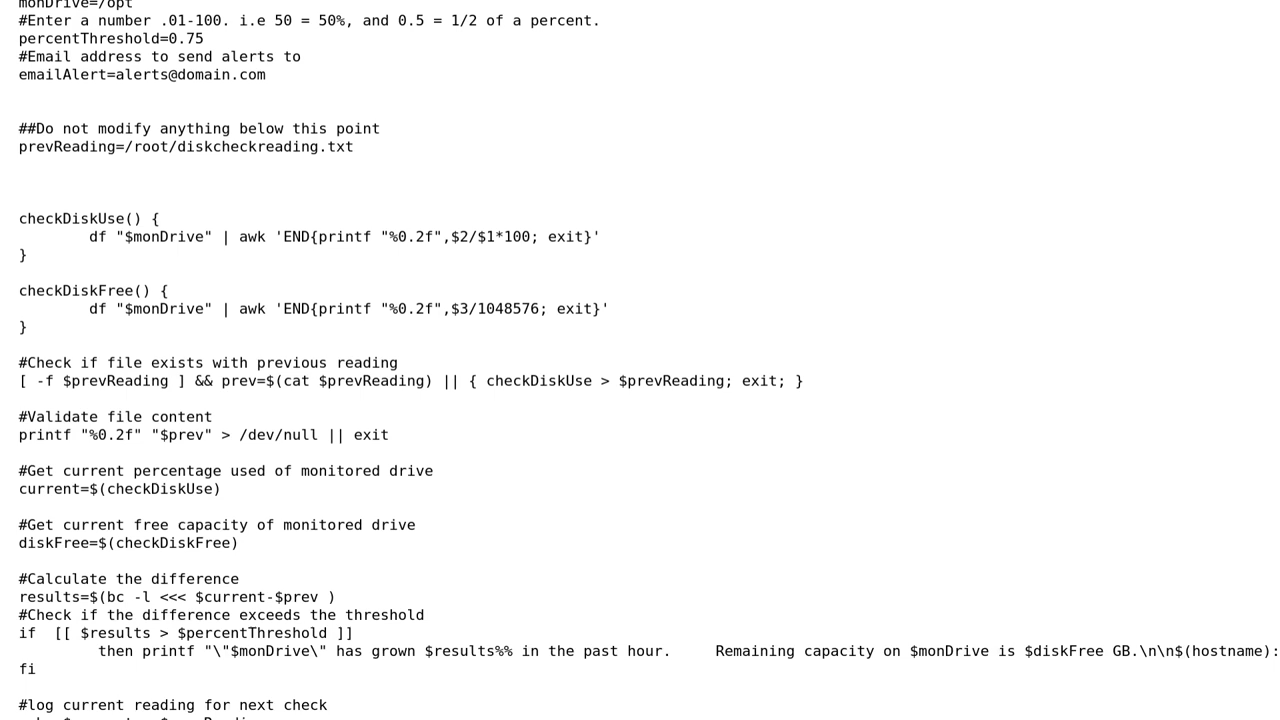 monDrive=/opt
#Enter a number .01-100. i.e 50 = 50%, and 0.5 = 1/2 of a percent.
percentThreshold=0.75
#Email address to send alerts to
emailAlert=alerts@domain.com
##Do not modify anything below this point
prevReading=/root/diskcheckreading.txt
checkDiskUse() {
        df "$monDrive" | awk 'END{printf "%0.2f",$2/$1*100; exit}'
}
checkDiskFree() {
        df "$monDrive" | awk 'END{printf "%0.2f",$3/1048576; exit}'
}
#Check if file exists with previous reading
[ -f $prevReading ] && prev=$(cat $prevReading) || { checkDiskUse > $prevReading; exit; }
#Validate file content
printf "%0.2f" "$prev" > /dev/null || exit
#Get current percentage used of monitored drive
current=$(checkDiskUse)
#Get current free capacity of monitored drive
diskFree=$(checkDiskFree)
#Calculate the difference
results=$(bc -l <<< $current-$prev )
#Check if the difference exceeds the threshold
if  [[ $results > $percentThreshold ]]
         then printf "\"$monDrive\" has grown $results%% in the past hour.     Remaining capacity on $monDrive is $diskFree GB.\n\n$(hostname):
fi
#log current reading for next check